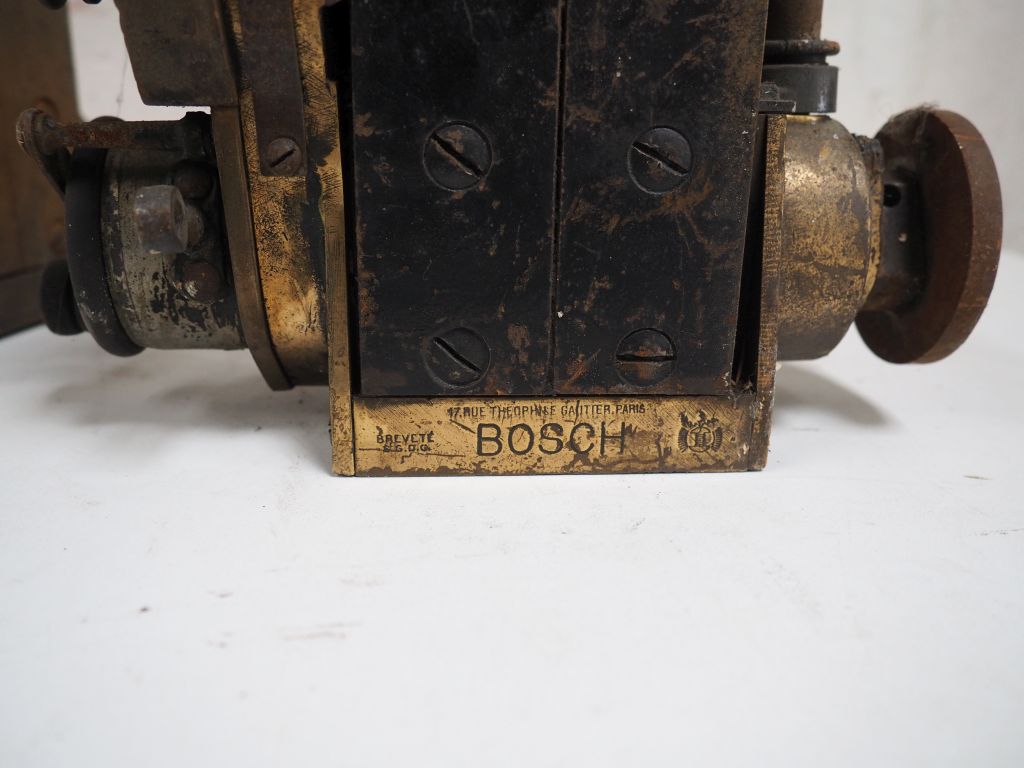 17, RUE THEOPHILE GAUTIER, PARIS
BREVETÉ
S.G.D.G.
BOSCH